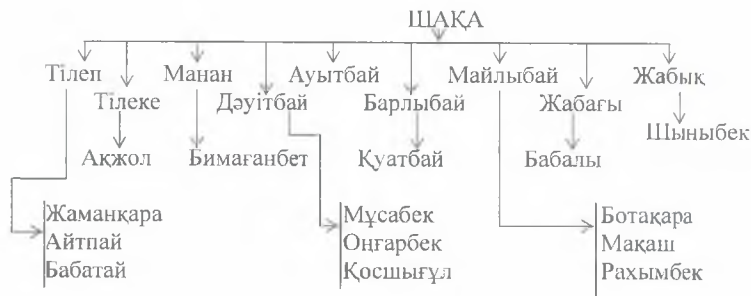 ШАҚА
Тілеп Манан Ауытбай Майлыбай Жабық
Тілеке Дәуітбай Барлыбай Жабағы
Шыныбек
Ақжол Бимағанбет Қуатбай Бабалы
Жаманқара Мұсабек Ботақара
Айтпай Оңғарбек Мақаш
Бабатай Қосшығұл Рахымбек